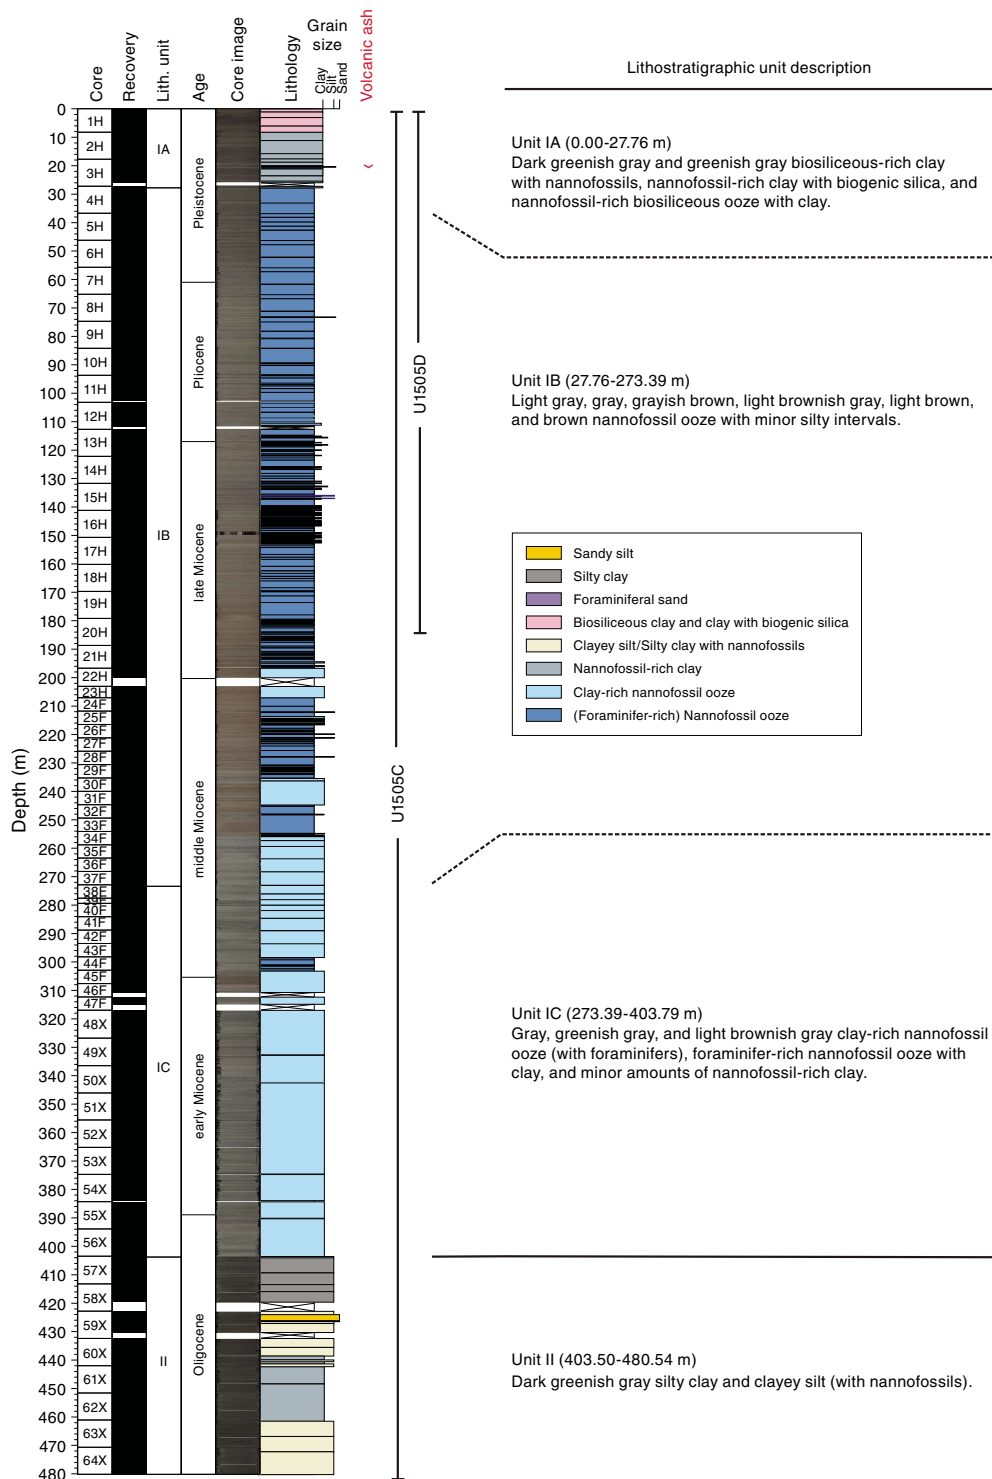 Core
Recovery
Lith. unit
Age
Core image
Lithology
Grain
size
Clay
Silt
Sand
Volcanic ash
Lithostratigraphic unit description
Depth (m)
0
10
20
30
40
50
60
70
80
90
100
110
120
130
140
150
160
170
180
190
200
210
220
230
240
250
260
270
280
290
300
310
320
330
340
350
360
370
380
390
400
410
420
430
440
450
460
470
480
1H
2H
3H
4H
5H
6H
7H
8H
9H
10H
11H
12H
13H
14H
15H
16H
17H
18H
19H
20H
21H
22H
23H
24F
25F
26F
27F
28F
29F
30F
31F
32F
33F
34F
35F
36F
37F
38F
39F
40F
41F
42F
43F
44F
45F
46F
47F
48X
49X
50X
51X
52X
53X
54X
55X
56X
57X
58X
59X
60X
61X
62X
63X
64X
IA
IB
IC
II
Pleistocene
Pliocene
late Miocene
middle Miocene
early Miocene
Oligocene
U1505D
U1505C
Unit IA (0.00-27.76 m)
Dark greenish gray and greenish gray biosiliceous-rich clay
with nannofossils, nannofossil-rich clay with biogenic silica, and
nannofossil-rich biosiliceous ooze with clay.
Unit IB (27.76-273.39 m)
Light gray, gray, grayish brown, light brownish gray, light brown,
and brown nannofossil ooze with minor silty intervals.
Sandy silt
Silty clay
Foraminiferal sand
Biosiliceous clay and clay with biogenic silica
Clayey silt/Silty clay with nannofossils
Nannofossil-rich clay
Clay-rich nannofossil ooze
(Foraminifer-rich) Nannofossil ooze
Unit IC (273.39-403.79 m)
Gray, greenish gray, and light brownish gray clay-rich nannofossil
ooze (with foraminifers), foraminifer-rich nannofossil ooze with
clay, and minor amounts of nannofossil-rich clay.
Unit II (403.50-480.54 m)
Dark greenish gray silty clay and clayey silt (with nannofossils).